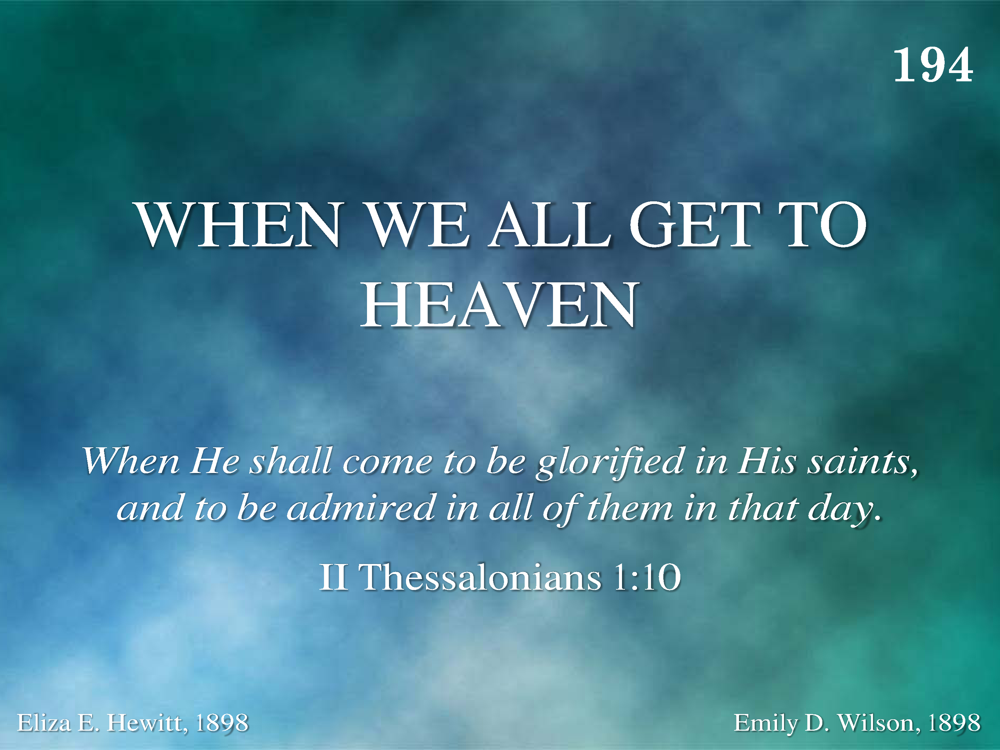 194
WHEN WE ALL GET TO
HEAVEN
When He shall come to be glorified in His saints,
and to be admired in all of them in that day.
II Thessalonians 1:10
Eliza E. Hewitt, 1898
Emily D. Wilson, 1898